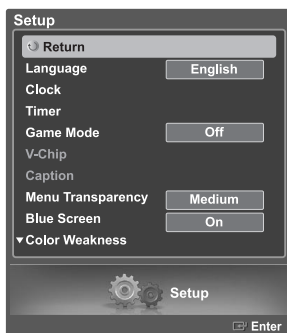 Setup
Return
Language English
Clock
Timer
Game Mode Off
V-Chip
Caption
Menu Transparency Medium
Blue Screen On
▼Color Weakness
Setup
Enter